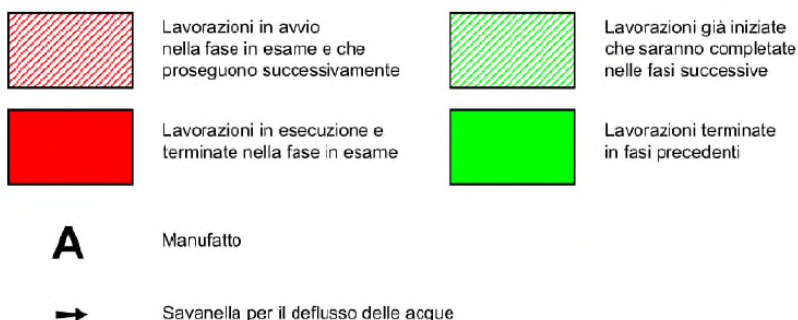 Lavorazioni in avvio
nella fase in esame e che
proseguono successivamente
Lavorazioni già iniziate
che saranno completate
nelle fasi successive
Lavorazioni in esecuzione e
terminate nella fase in esame
Lavorazioni terminate
in fasi precedenti
A
Manufatto
Savanella per il deflusso delle acque